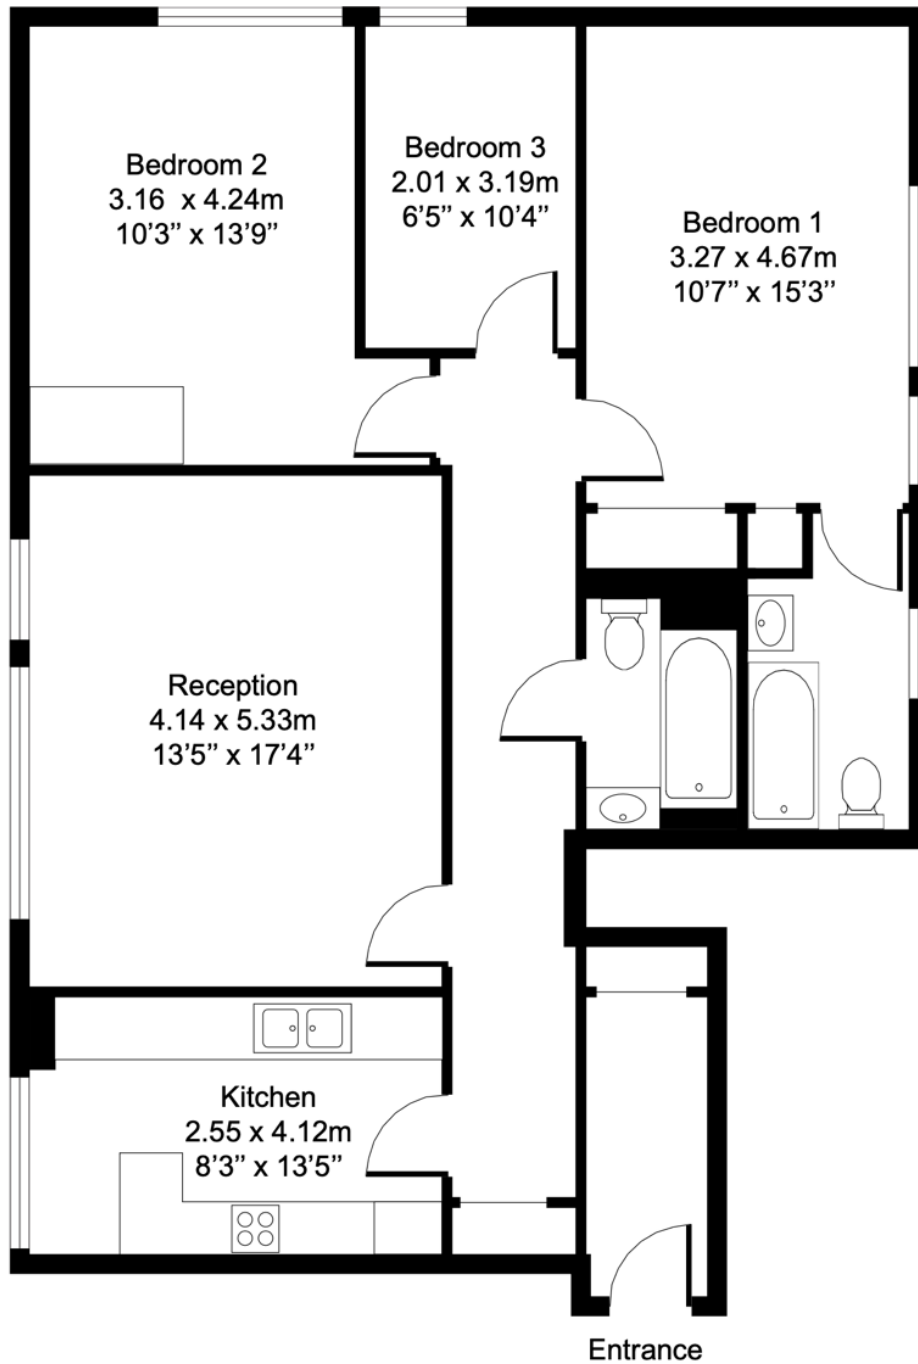 Bedroom 2
3.16 x 4.24m
10’3” x 13’9”
Bedroom 3
2.01 x 3.19m
6’5” x 10’4”
Bedroom 1
3.27 x 4.67m
10’7” x 15’3’’
Reception
4.14 x 5.33m
13’5” x 17’4”
Kitchen
2.55 x 4.12m
8’3” x 13’5”
Entrance